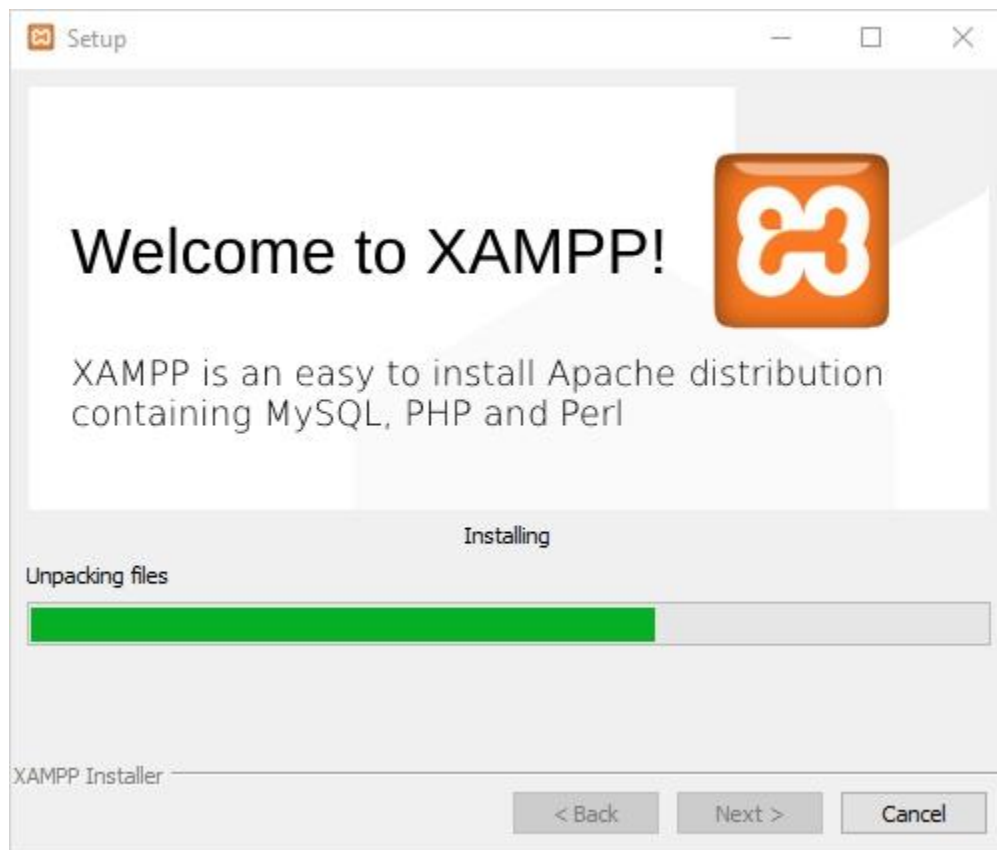 Setup
Welcome to XAMPP!
XAMPP is an easy to install Apache distribution
containing MySQL, PHP and Perl
Installing
Unpacking files
XAMPP Installer
< Back
Next >
Cancel